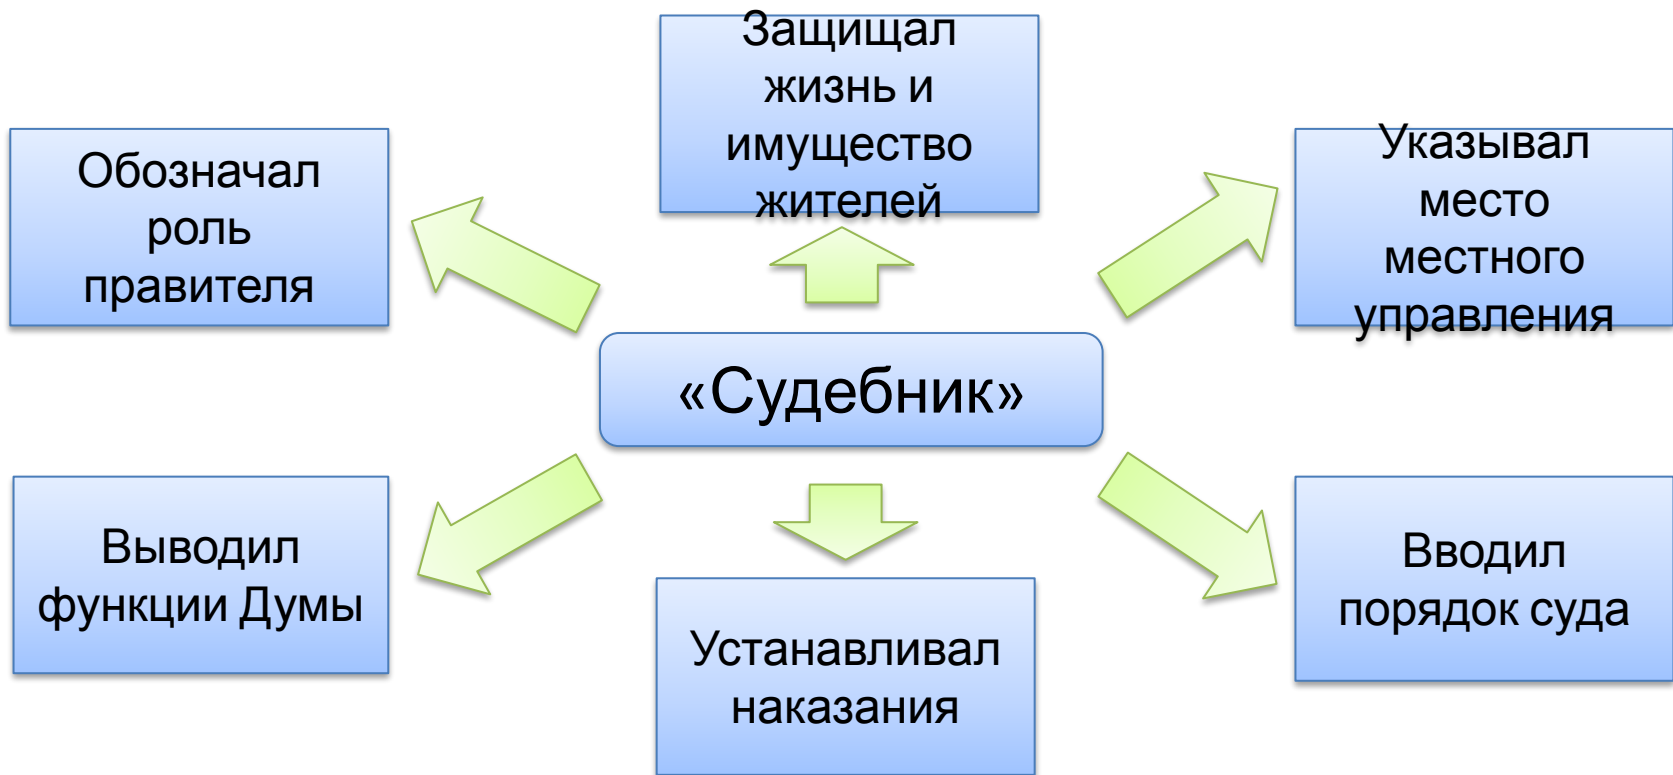 Защищал
жизнь и
имущество
жителей
Обозначал
роль
правителя
Указывал
место
местного
управления
«Судебник»
Выводил
функции Думы
Устанавливал
наказания
Вводил
порядок суда